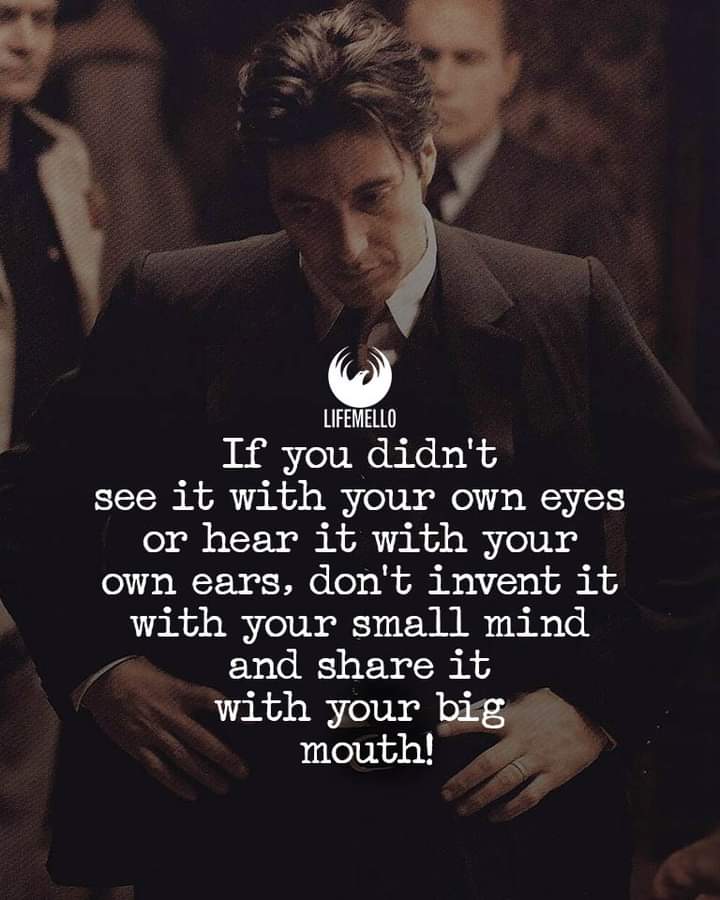 LIFEMELLO
If you didn't
see it with your own eyes
or hear it with your
own ears, don't invent it
with your small mind
and share it
with your big
mouth!